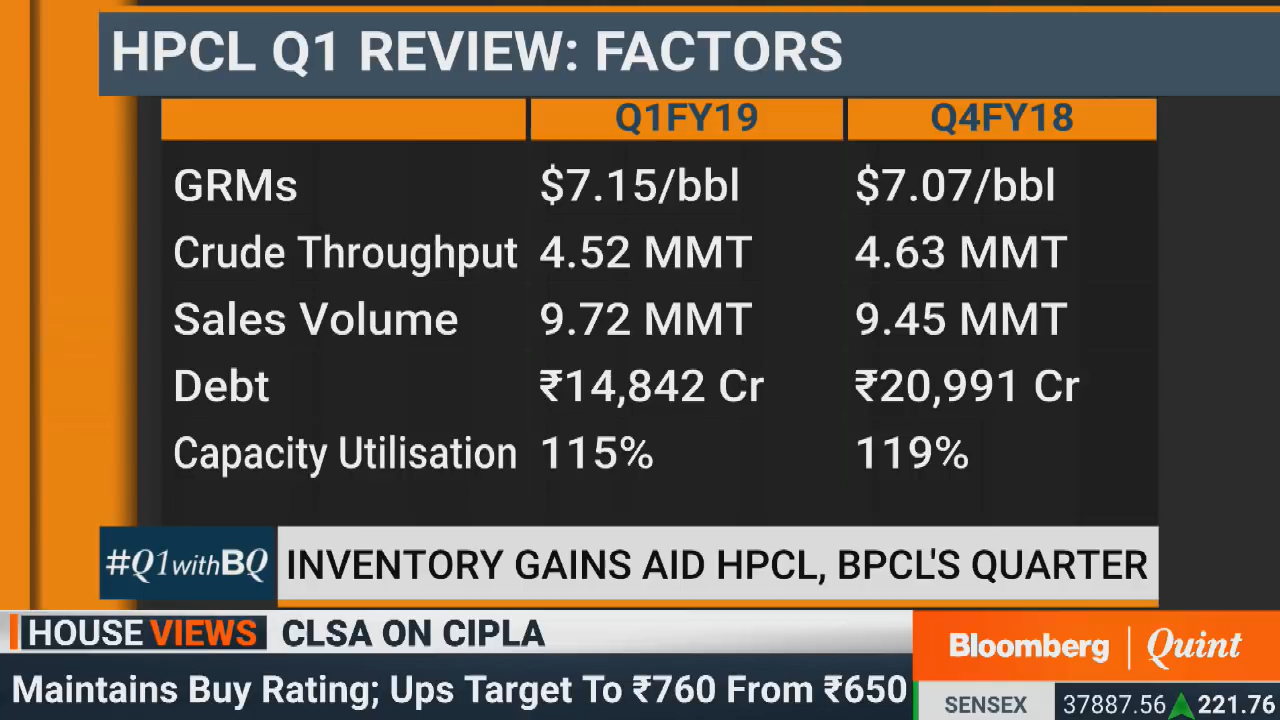 HPCL Q1 REVIEW: FACTORS
Q1FY19 Q4FY18
GRMs $7.15/bbl $7.07/bbl
Crude Throughput 4.52 MMT 4.63 MMT
Sales Volume 9.72 MMT 9.45 MMT
Debt ₹14,842 Cr ₹20,991 Cr
Capacity Utilisation 115% 119%
#Q1withBQ INVENTORY GAINS AID HPCL, BPCL'S QUARTER
HOUSE VIEWS CLSA ON CIPLA
Maintains Buy Rating; Ups Target To ₹760 From ₹650
Bloomberg | Quint
SENSEX 37887.56 ▲ 221.76